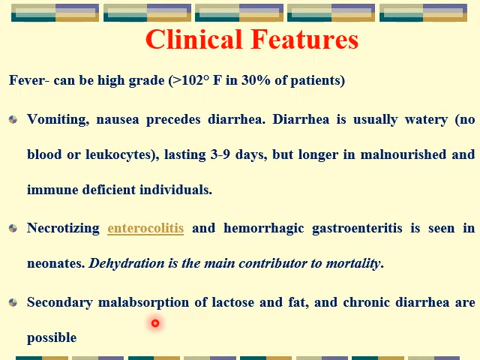 Clinical Features
Fever- can be high grade (>102° F in 30% of patients)
Vomiting, nausea precedes diarrhea. Diarrhea is usually watery (no
blood or leukocytes), lasting 3-9 days, but longer in malnourished and
immune deficient individuals.
Necrotizing enterocolitis and hemorrhagic gastroenteritis is seen in
neonates. Dehydration is the main contributor to mortality.
Secondary malabsorption of lactose and fat, and chronic diarrhea are
possible